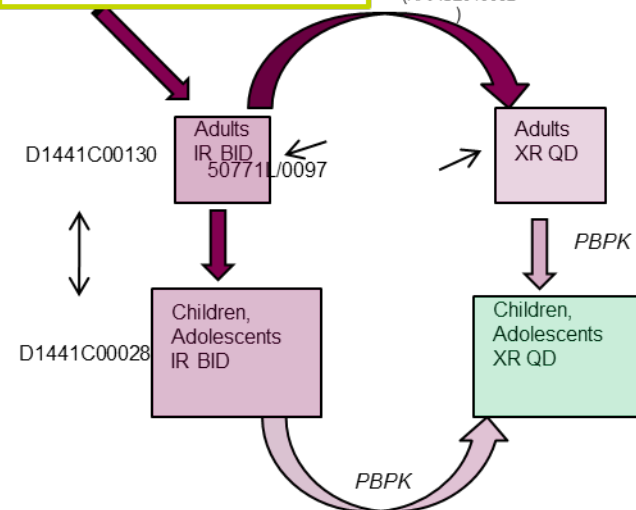 )
Adults
IR BID
D1441C00130
50771L/0097
Adults
XR QD
PBPK
Children,
Adolescents
IR BID
D1441C00028
Children,
Adolescents
XR QD
PBPK